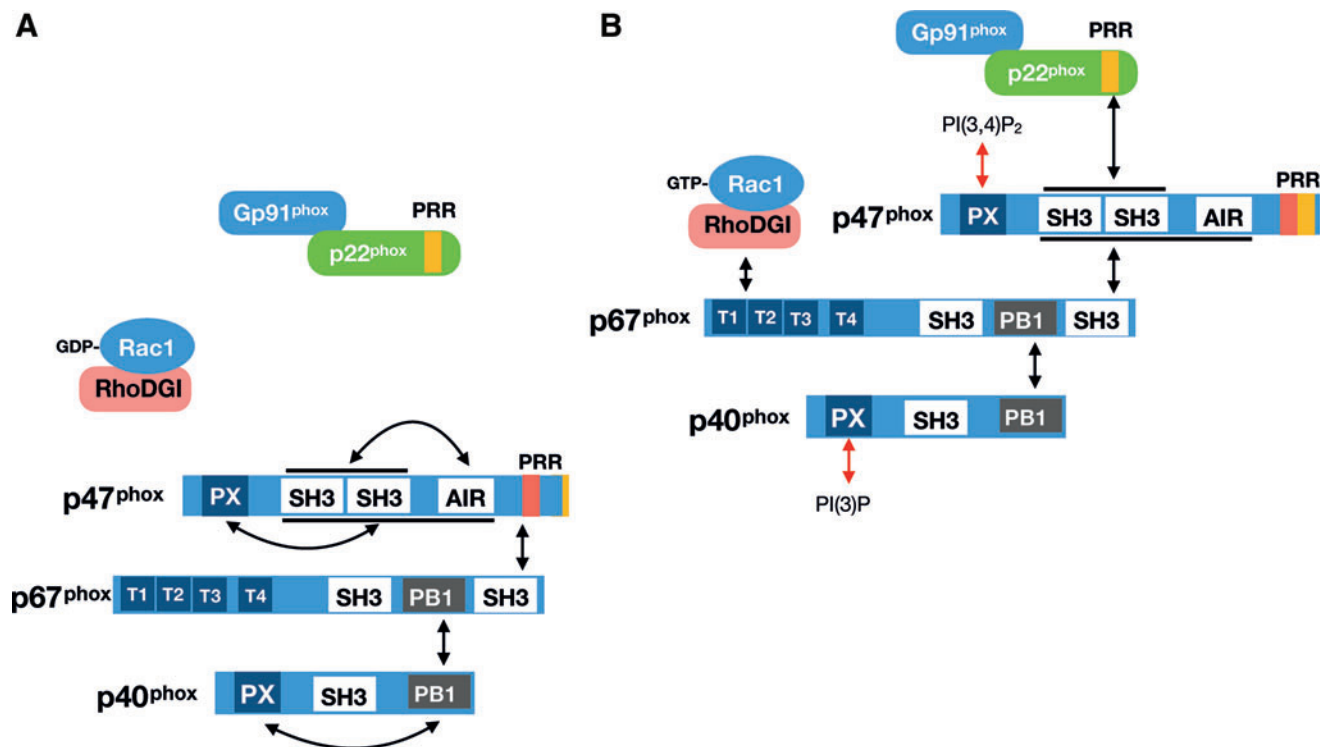 A
Gp91phox
PRR
p22phox
GDP-
Rac1
RhoDGI
p47phox
PX
SH3
SH3
AIR
PRR
p67phox
T1
T2
T3
T4
SH3
PB1
SH3
p40phox
PX
SH3
PB1
B
Gp91phox
PRR
p22phox
PI(3,4)P2
GTP-
Rac1
RhoDGI
p47phox
PX
SH3
SH3
AIR
PRR
p67phox
T1
T2
T3
T4
SH3
PB1
SH3
p40phox
PX
SH3
PB1
PI(3)P